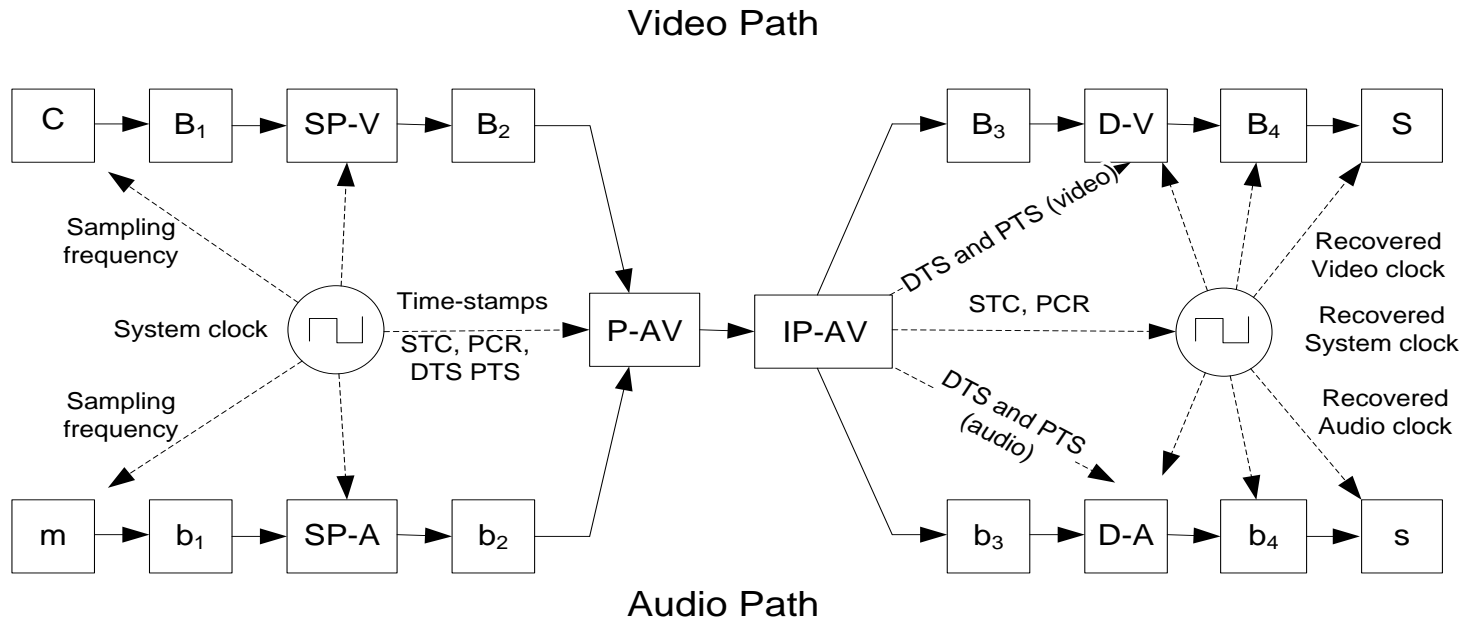 Video Path
C
B₁
SP-V
B₂
B₃
D-V
B₄
S
Sampling
frequency
DTS and PTS (video)
Recovered
Video clock
System clock
Time-stamps
STC, PCR,
DTS PTS
P-AV
IP-AV
STC, PCR
Recovered
System clock
Sampling
frequency
DTS and PTS
(audio)
Recovered
Audio clock
m
b₁
SP-A
b₂
b₃
D-A
b₄
s
Audio Path